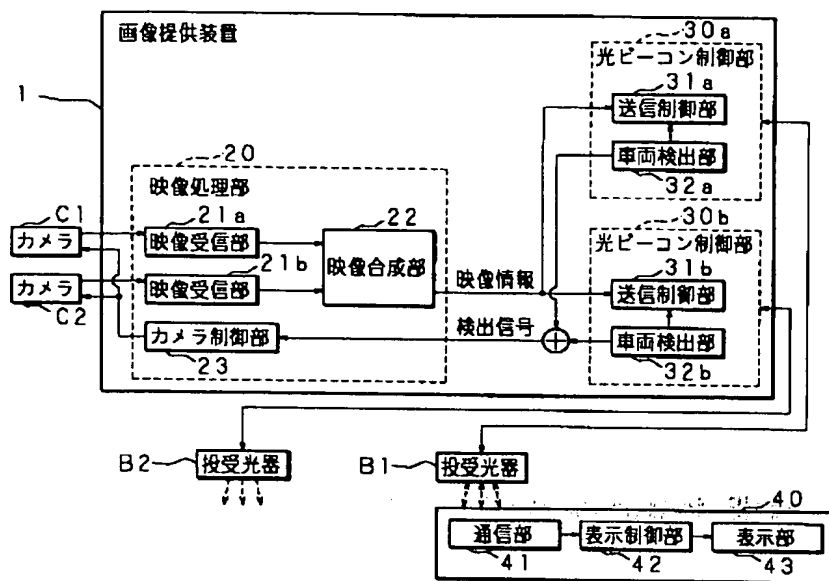 画像提供装置
1
30a
光ビーコン制御部
31a
送信制御部
車両検出部
32a
20
映像処理部
C1
カメラ
21a
映像受信部
22
映像合成部
カメラ
C2
21b
映像受信部
映像情報
30b
光ビーコン制御部
31b
送信制御部
カメラ制御部
23
検出信号
車両検出部
32b
B2
投受光器
B1
投受光器
40
通信部
41
表示制御部
42
表示部
43